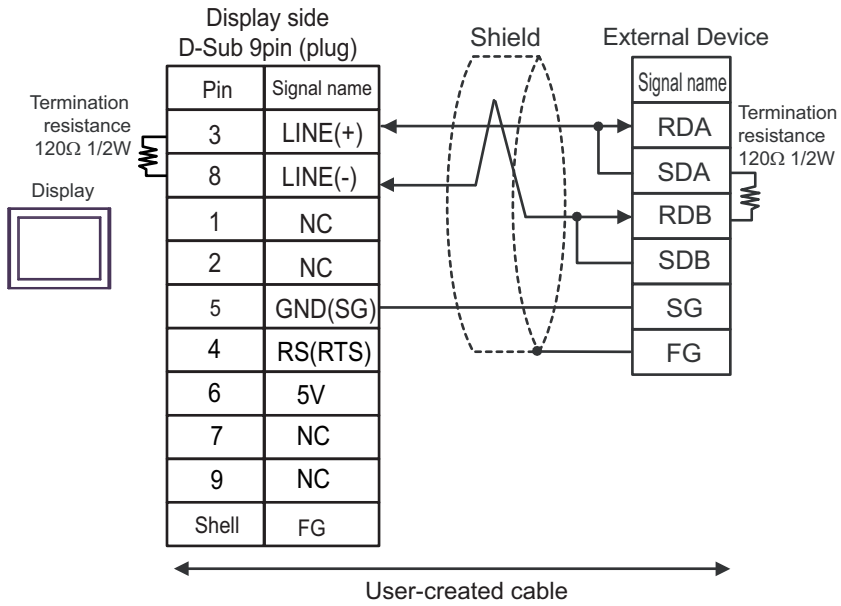 Display side
D-Sub 9pin (plug)
Shield
External Device
Pin Signal name
Signal name
Termination
resistance
120Ω 1/2W
3 LINE(+)
RDA
Termination
resistance
120Ω 1/2W
8 LINE(-)
SDA
Display
1 NC
RDB
2 NC
SDB
5 GND(SG)
SG
4 RS(RTS)
FG
6 5V
7 NC
9 NC
Shell FG
User-created cable